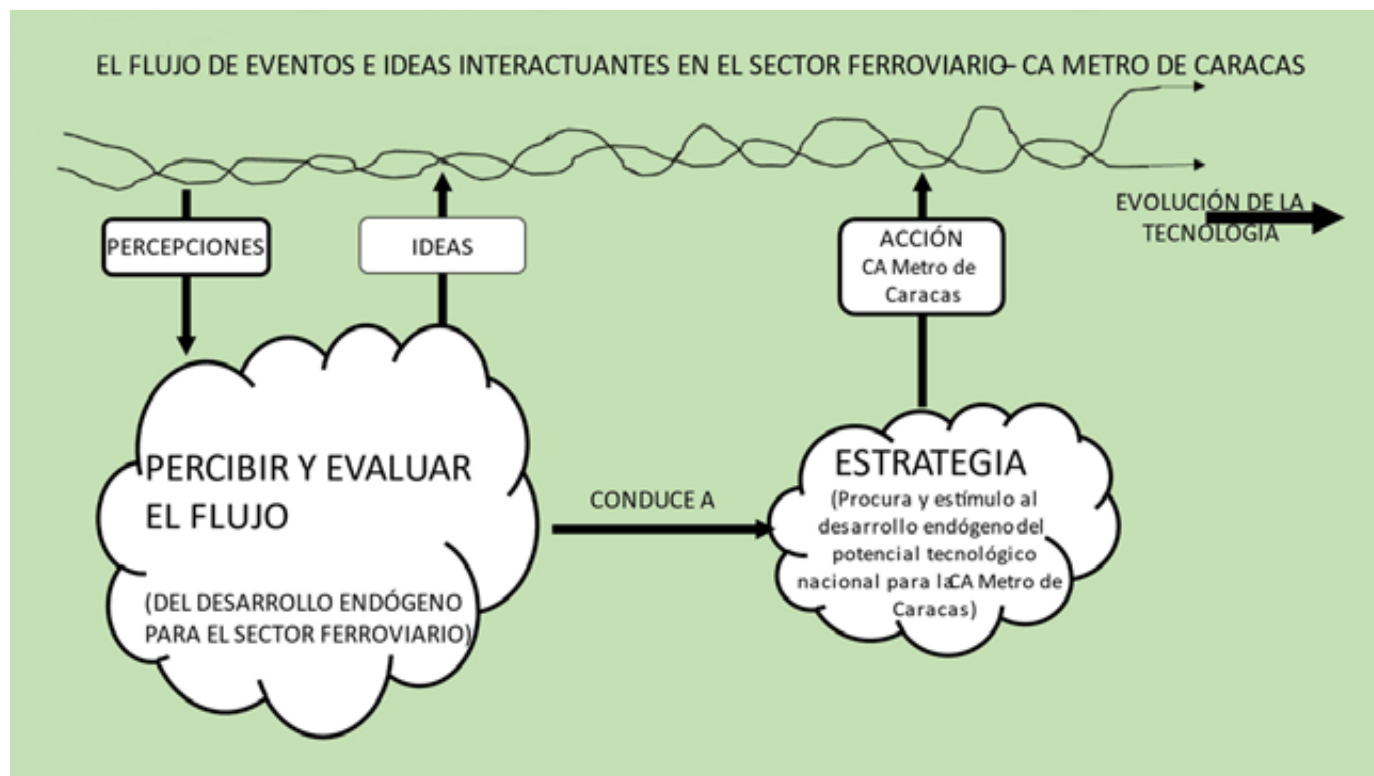 EL FLUJO DE EVENTOS E IDEAS INTERACTUANTES EN EL SECTOR FERROVIARIO– CA METRO DE CARACAS
EVOLUCIÓN DE LA
TECNOLOGÍA
PERCEPCIONES
IDEAS
ACCIÓN
CA Metro de
Caracas
PERCIBIR Y EVALUAR
EL FLUJO
(DEL DESARROLLO ENDÓGENO
PARA EL SECTOR FERROVIARIO)
CONDUCE A
ESTRATEGIA
(Procura y estímulo al
desarrollo endógeno del
potencial tecnológico
nacional para la CA Metro de
Caracas)